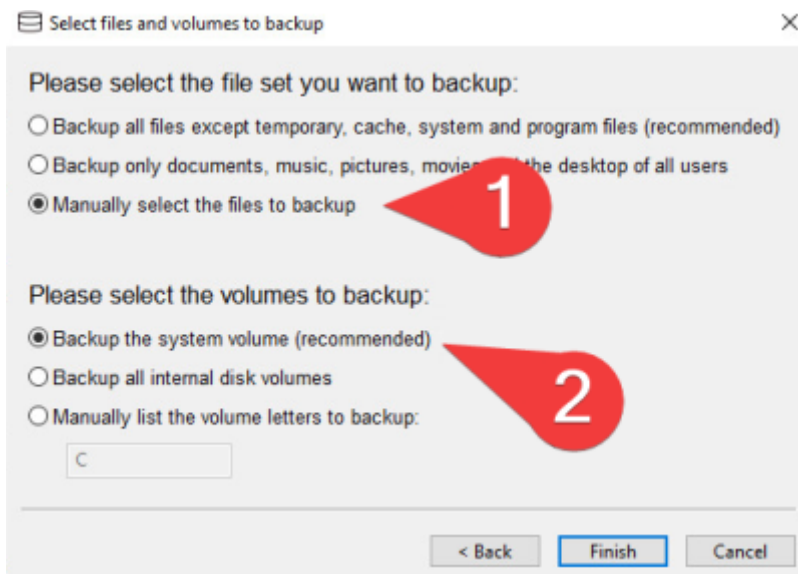 Select files and volumes to backup
Please select the file set you want to backup:
Backup all files except temporary, cache, system and program files (recommended)
Backup only documents, music, pictures, movies the desktop of all users
Manually select the files to backup
1
Please select the volumes to backup:
Backup the system volume (recommended)
2
Backup all internal disk volumes
Manually list the volume letters to backup:
C
< Back Finish Cancel